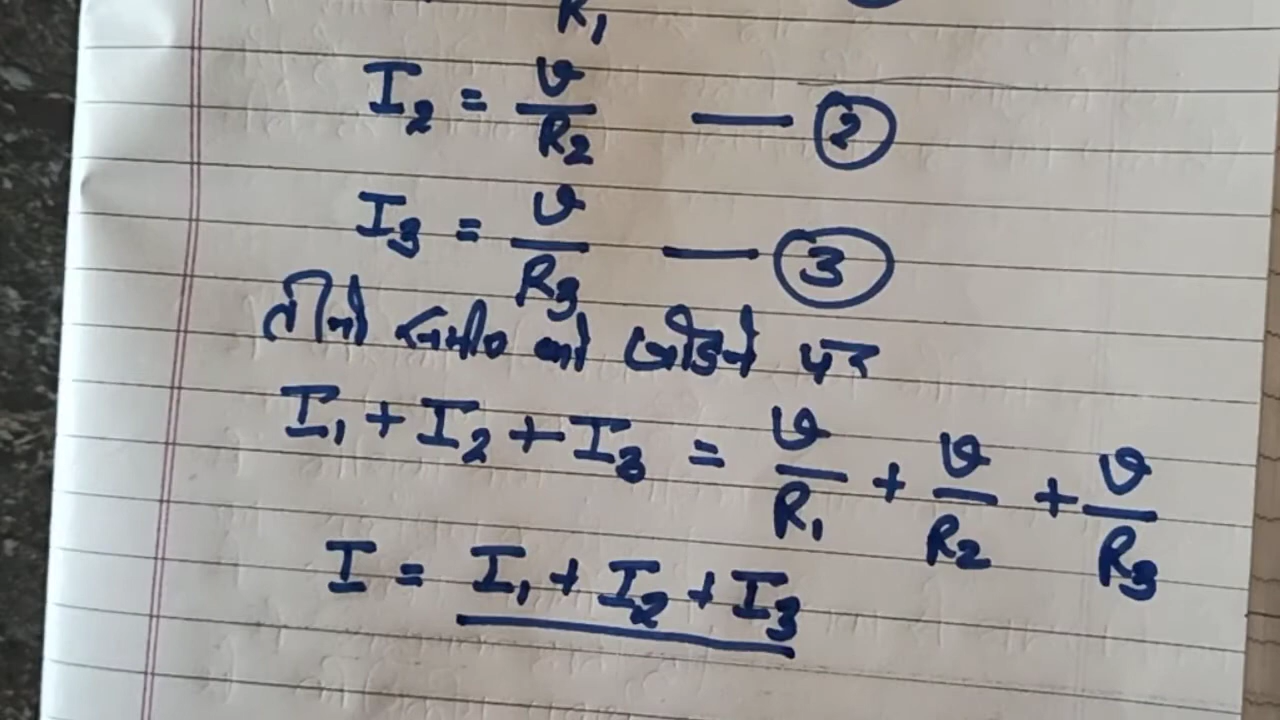 R₁
I₂ = v/R₂ — ②
I₃ = v/R₃ — ③
तीनो समी० को जोडने पर
I₁ + I₂ + I₃ = v/R₁ + v/R₂ + v/R₃
I = I₁ + I₂ + I₃